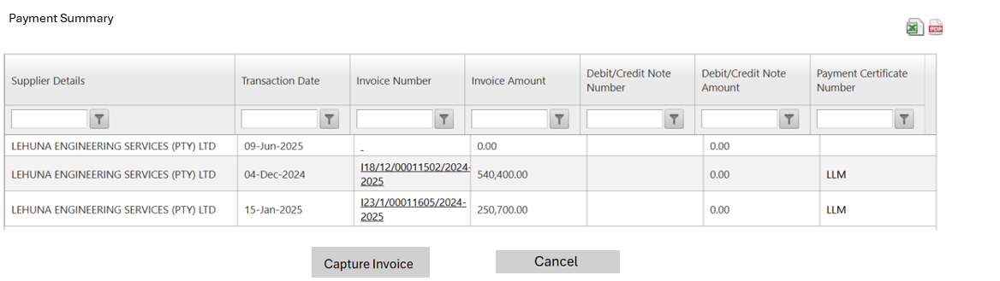 Payment Summary
PDF
Supplier Details
Transaction Date
Invoice Number
Invoice Amount
Debit/Credit Note
Number
Debit/Credit Note
Amount
Payment Certificate
Number
LEHUNA ENGINEERING SERVICES (PTY) LTD 09-Jun-2025 - 0.00 0.00
LEHUNA ENGINEERING SERVICES (PTY) LTD 04-Dec-2024 I18/12/00011502/2024- 540,400.00 0.00 LLM
2025
LEHUNA ENGINEERING SERVICES (PTY) LTD 15-Jan-2025 I23/1/00011605/2024- 250,700.00 0.00 LLM
2025
Capture Invoice
Cancel